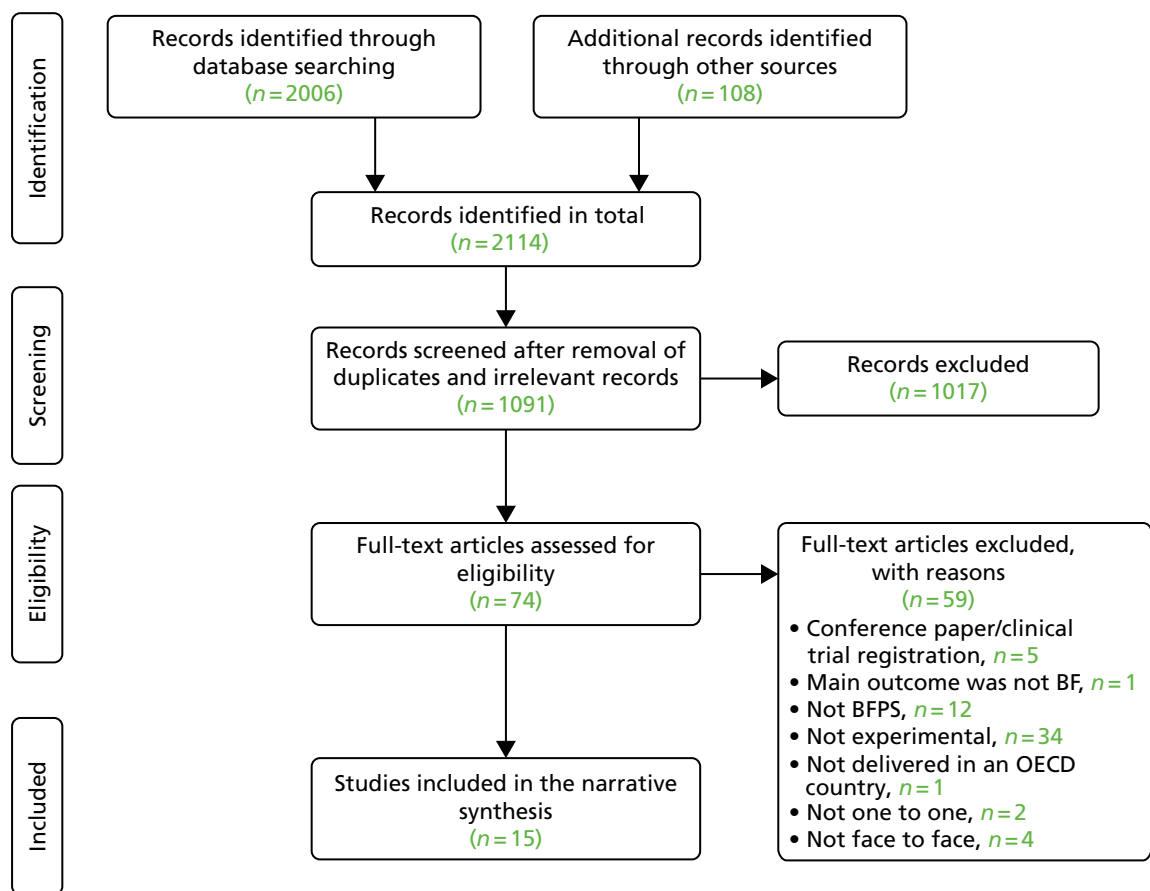 Identification
Records identified through
database searching
(n=2006)
Additional records identified
through other sources
(n=108)
Records identified in total
(n=2114)
Screening
Records screened after removal of
duplicates and irrelevant records
(n=1091)
Records excluded
(n=1017)
Eligibility
Full-text articles assessed for
eligibility
(n=74)
Full-text articles excluded,
with reasons
(n=59)
• Conference paper/clinical
trial registration, n=5
• Main outcome was not BF, n=1
• Not BFPS, n=12
• Not experimental, n=34
• Not delivered in an OECD
country, n=1
• Not one to one, n=2
• Not face to face, n=4
Included
Studies included in the narrative
synthesis
(n=15)